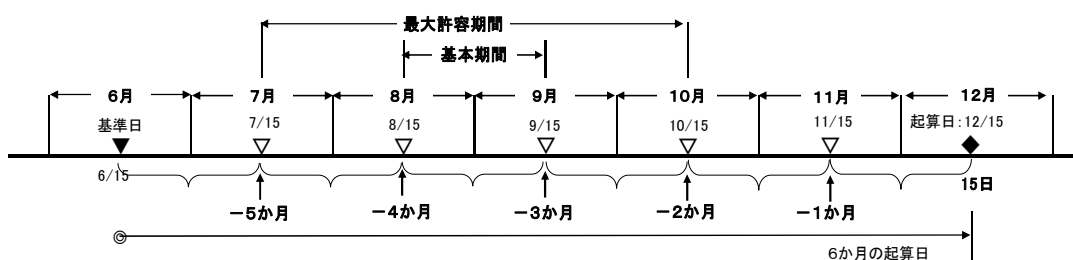 最大許容期間
基本期間
6月 7月 8月 9月 10月 11月 12月
基準日 7/15 8/15 9/15 10/15 11/15 起算日:12/15
6/15 15日
-5か月 -4か月 -3か月 -2か月 -1か月
6か月の起算日